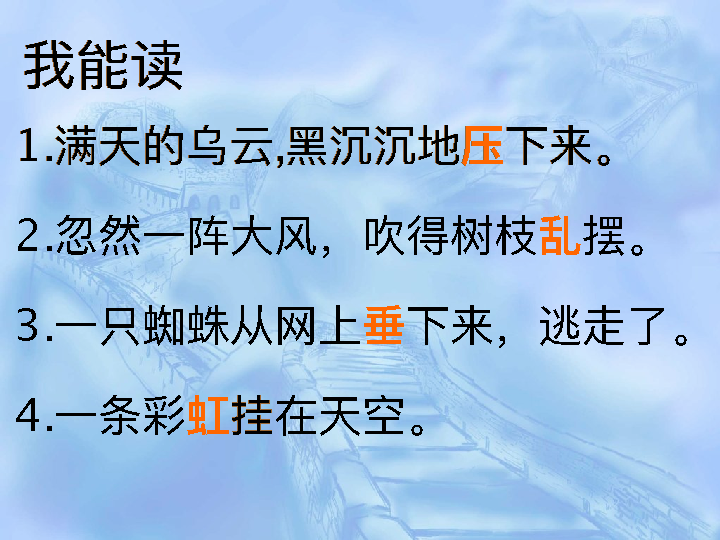 我能读
1.满天的乌云,黑沉沉地压下来。
2.忽然一阵大风，吹得树枝乱摆。
3.一只蜘蛛从网上垂下来，逃走了。
4.一条彩虹挂在天空。